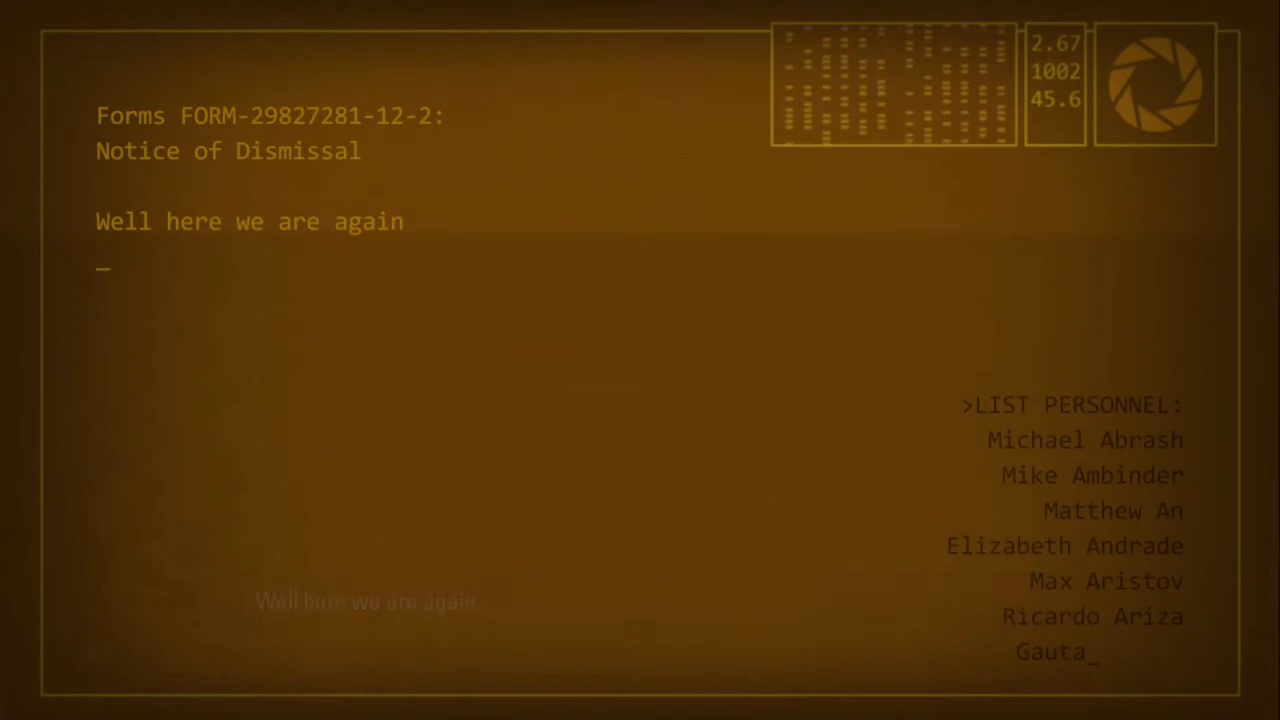 2.67
1002
45.6
Forms FORM-29827281-12-2:
Notice of Dismissal
Well here we are again
_
>LIST PERSONNEL:
Michael Abrash
Mike Ambinder
Matthew An
Elizabeth Andrade
Max Aristov
Ricardo Ariza
Gauta_
Well here we are again.